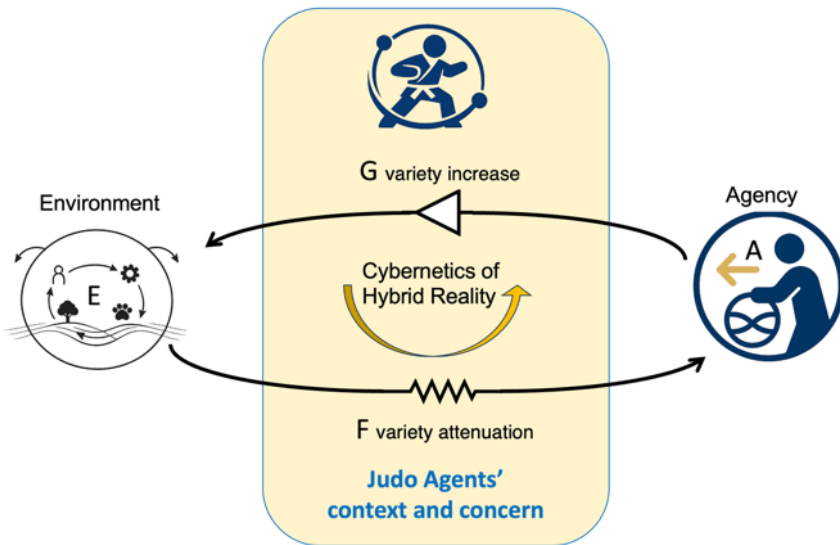 G variety increase
Environment
Agency
A
E
Cybernetics of
Hybrid Reality
F variety attenuation
Judo Agents'
context and concern